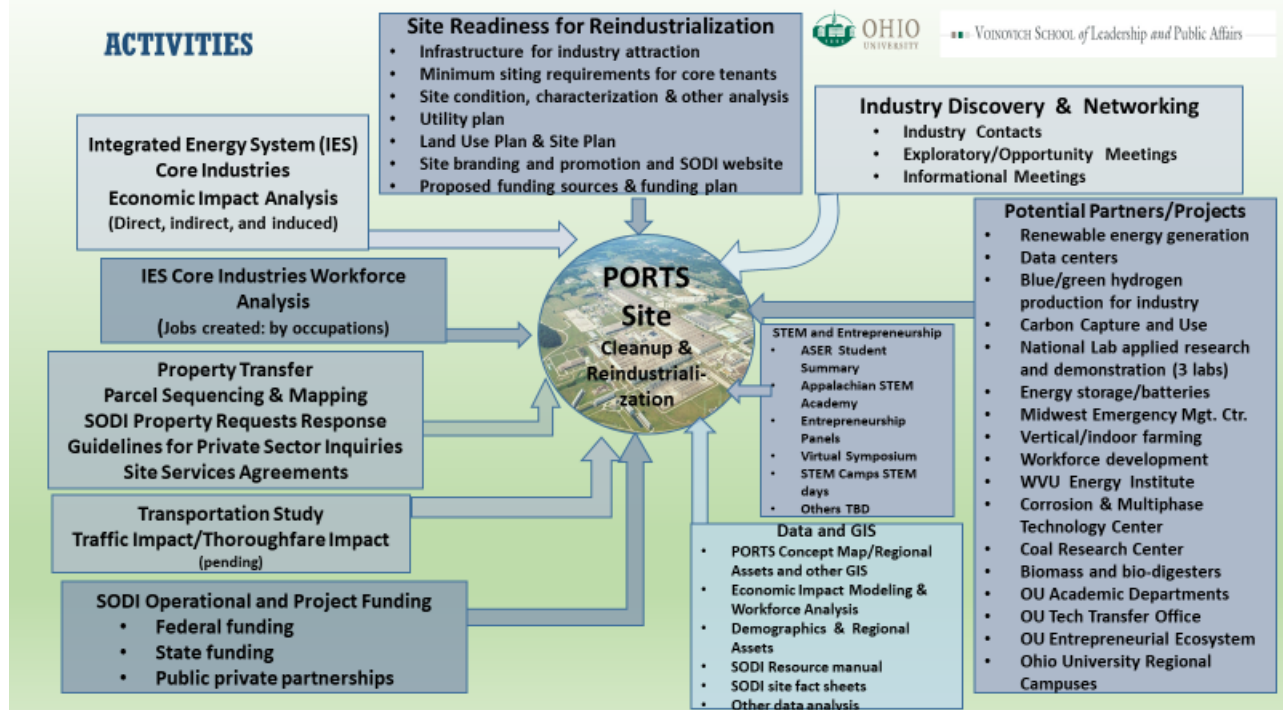 ACTIVITIES
Site Readiness for Reindustrialization
• Infrastructure for industry attraction
• Minimum siting requirements for core tenants
• Site condition, characterization & other analysis
• Utility plan
• Land Use Plan & Site Plan
• Site branding and promotion and SODI website
• Proposed funding sources & funding plan
OHIO
UNIVERSITY
VOINOVICH SCHOOL of Leadership and Public Affairs
Industry Discovery & Networking
• Industry Contacts
• Exploratory/Opportunity Meetings
• Informational Meetings
Integrated Energy System (IES)
Core Industries
Economic Impact Analysis
(Direct, indirect, and induced)
IES Core Industries Workforce
Analysis
(Jobs created: by occupations)
Property Transfer
Parcel Sequencing & Mapping
SODI Property Requests Response
Guidelines for Private Sector Inquiries
Site Services Agreements
Transportation Study
Traffic Impact/Thoroughfare Impact
(pending)
SODI Operational and Project Funding
• Federal funding
• State funding
• Public private partnerships
PORTS
Site
Cleanup &
Reindustriali-
zation
STEM and Entrepreneurship
• ASER Student
Summary
• Appalachian STEM
Academy
• Entrepreneurship
Panels
• Virtual Symposium
• STEM Camps STEM
days
• Others TBD
Data and GIS
• PORTS Concept Map/Regional
Assets and other GIS
• Economic Impact Modeling &
Workforce Analysis
• Demographics & Regional
Assets
• SODI Resource manual
• SODI site fact sheets
• Other data analysis
Potential Partners/Projects
• Renewable energy generation
• Data centers
• Blue/green hydrogen
production for industry
• Carbon Capture and Use
• National Lab applied research
and demonstration (3 labs)
• Energy storage/batteries
• Midwest Emergency Mgt. Ctr.
• Vertical/indoor farming
• Workforce development
• WVU Energy Institute
• Corrosion & Multiphase
Technology Center
• Coal Research Center
• Biomass and bio-digesters
• OU Academic Departments
• OU Tech Transfer Office
• OU Entrepreneurial Ecosystem
• Ohio University Regional
Campuses